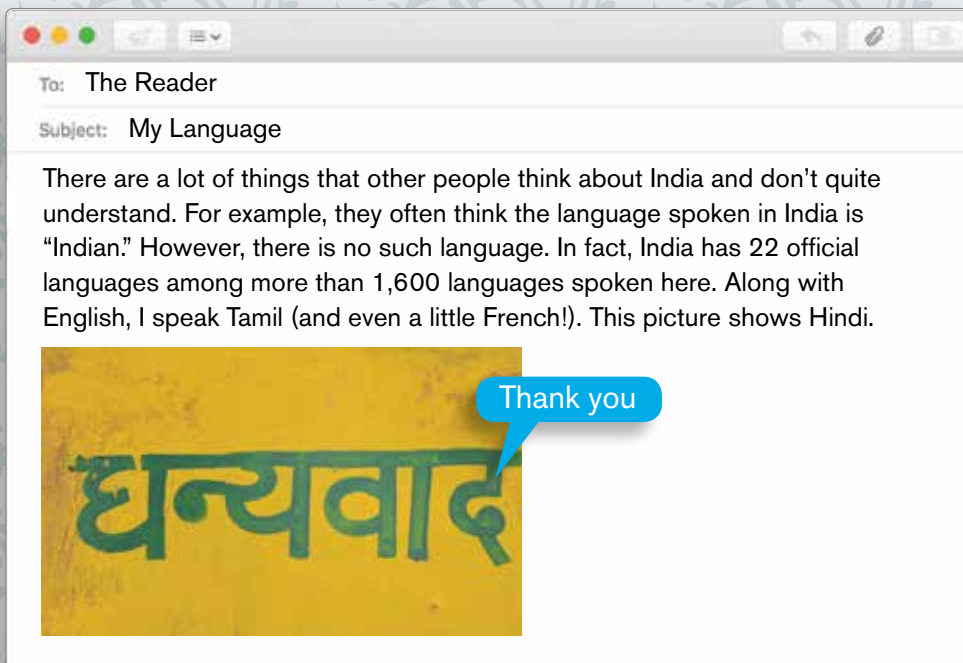 To: The Reader
Subject: My Language
There are a lot of things that other people think about India and don’t quite
understand. For example, they often think the language spoken in India is
“Indian.” However, there is no such language. In fact, India has 22 official
languages among more than 1,600 languages spoken here. Along with
English, I speak Tamil (and even a little French!). This picture shows Hindi.
Thank you
धन्यवाद